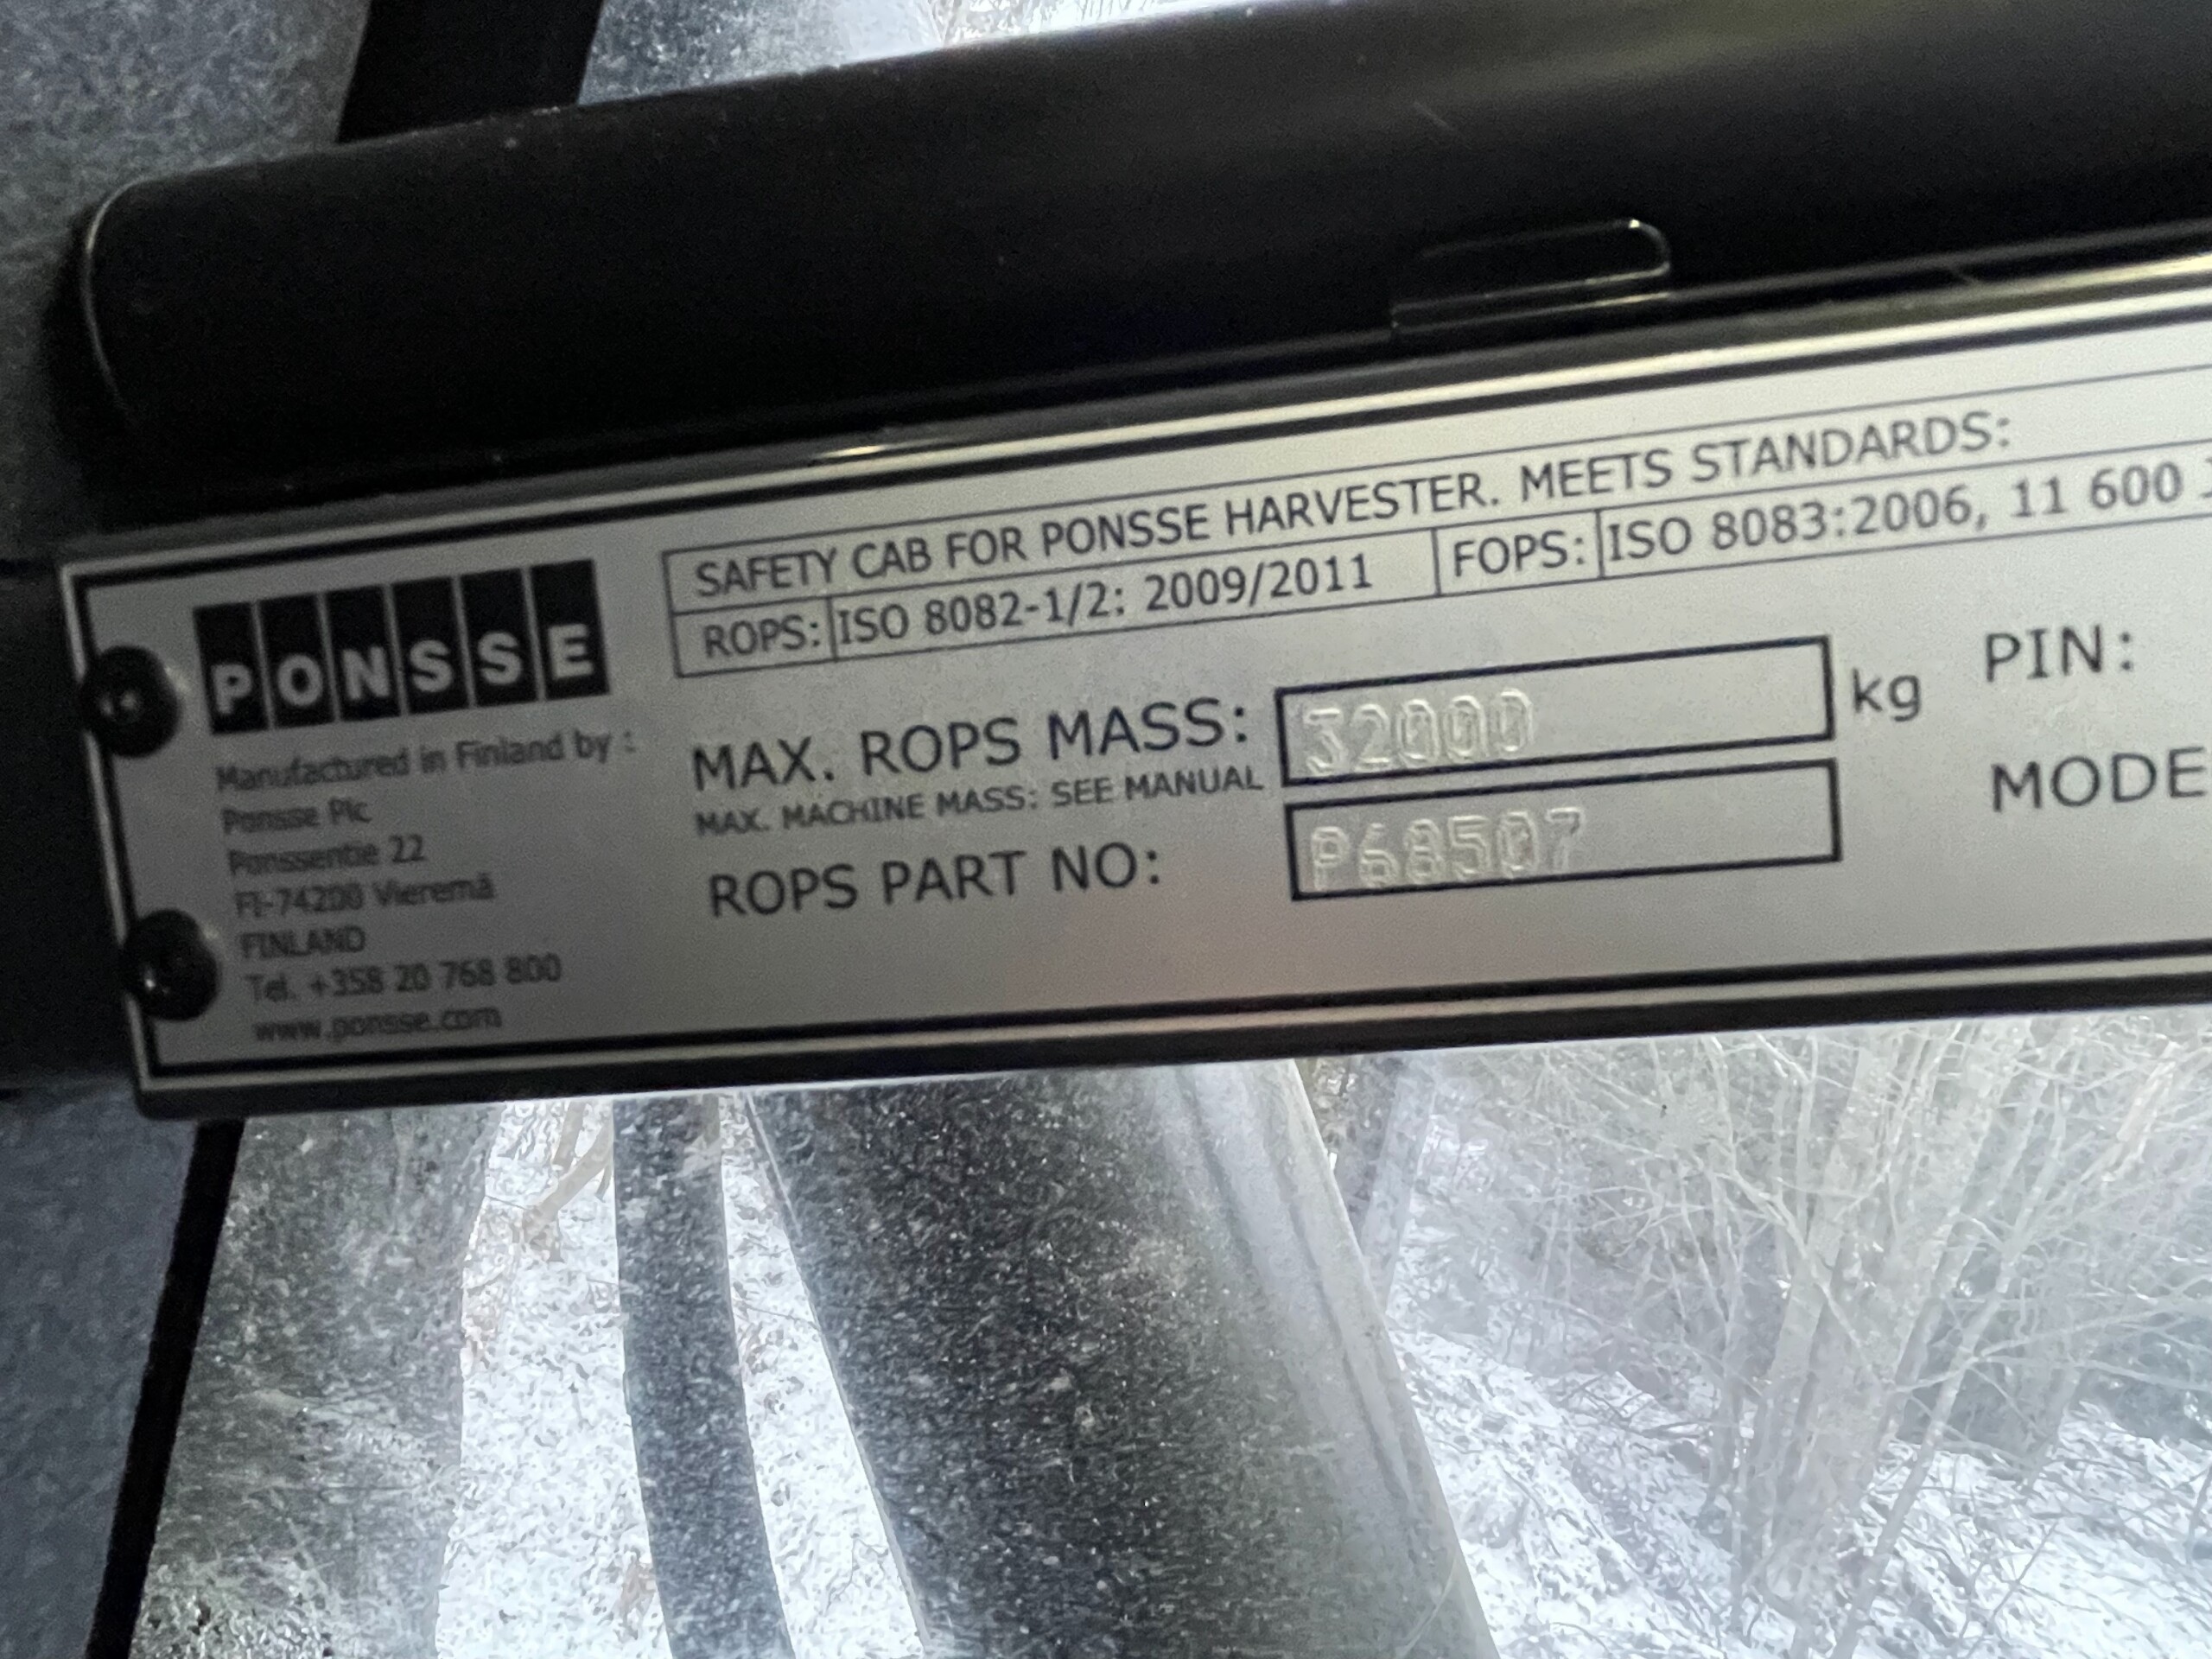 SAFETY CAB FOR PONSSE HARVESTER. MEETS STANDARDS:
ROPS: ISO 8082-1/2: 2009/2011 FOPS: ISO 8083:2006, 11 600
PONSSE
Manufactured in Finland by :
Ponsse Plc
Ponssentie 22
FI-74200 Vieremä
FINLAND
Tel. +358 20 768 800
www.ponsse.com
MAX. ROPS MASS: 32000 kg
MAX. MACHINE MASS: SEE MANUAL
ROPS PART NO: P68507
PIN:
MODE